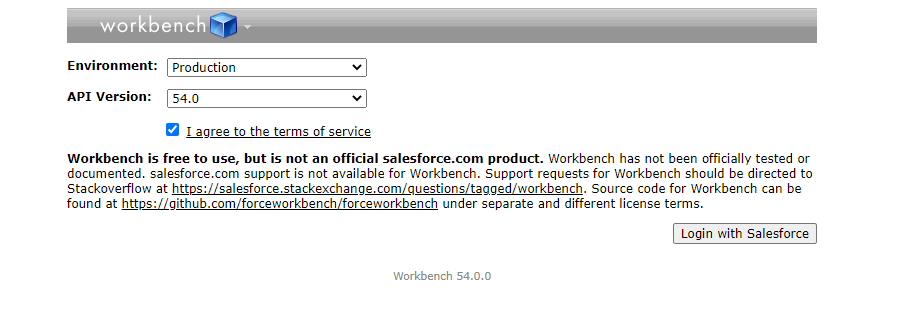 workbench
Environment: Production
API Version: 54.0
I agree to the terms of service
Workbench is free to use, but is not an official salesforce.com product. Workbench has not been officially tested or
documented. salesforce.com support is not available for Workbench. Support requests for Workbench should be directed to
Stackoverflow at https://salesforce.stackexchange.com/questions/tagged/workbench. Source code for Workbench can be
found at https://github.com/forceworkbench/forceworkbench under separate and different license terms.
Login with Salesforce
Workbench 54.0.0